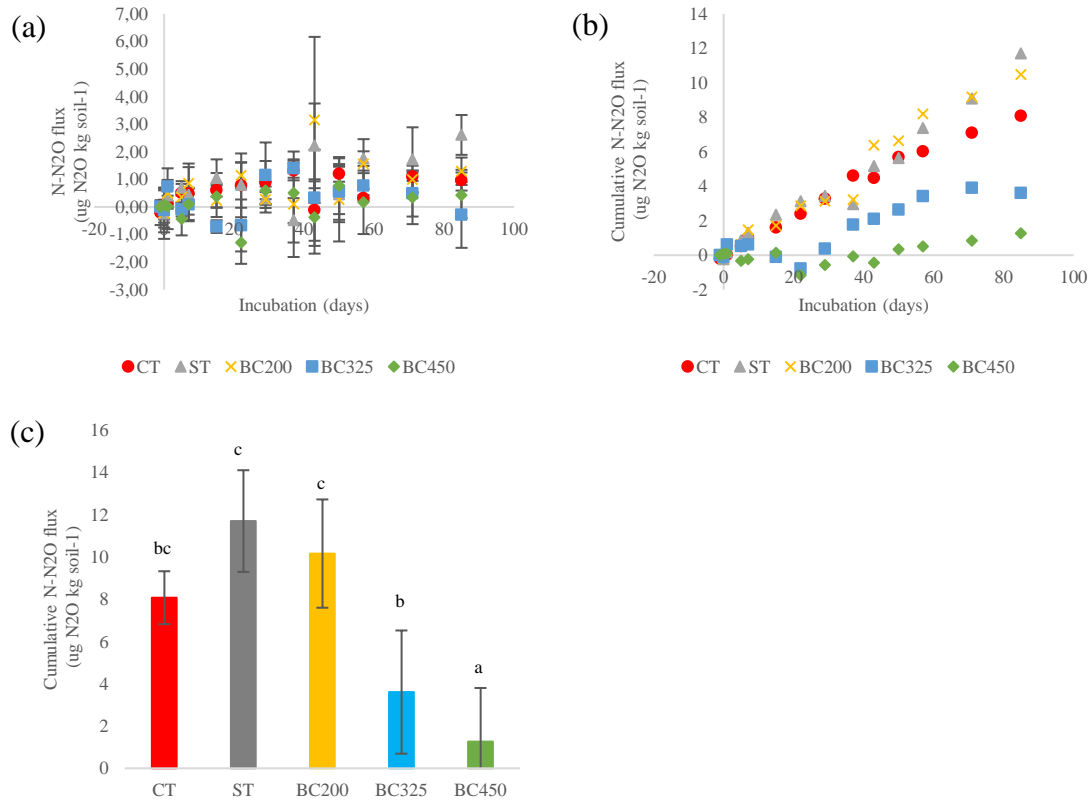 (a)
N-N2O flux
(ug N2O kg soil-1)
7,00
6,00
5,00
4,00
3,00
2,00
1,00
0,00
-1,00
-2,00
-3,00
-20 0 20 40 60 80 100
Incubation (days)
CT ST BC200 BC325 BC450
(b)
Cumulative N-N2O flux
(ug N2O kg soil-1)
14
12
10
8
6
4
2
0
-2
-20 0 20 40 60 80 100
Incubation (days)
CT ST BC200 BC325 BC450
(c)
Cumulative N-N2O flux
(ug N2O kg soil-1)
16
14
12
10
8
6
4
2
0
bc
c
c
b
a
CT ST BC200 BC325 BC450